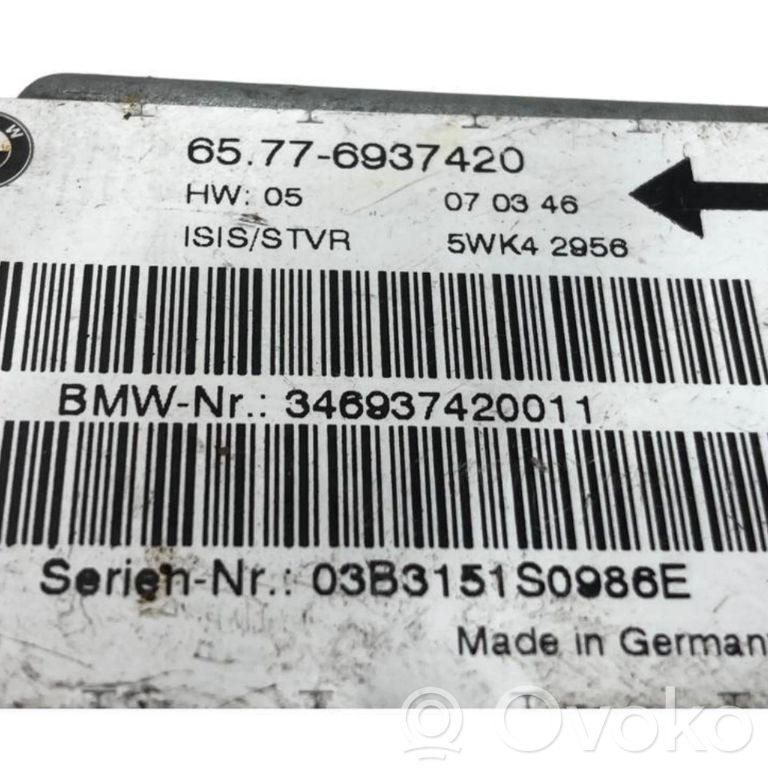 65.77-6937420
HW: 05 07 03 46
ISIS/STVR 5WK4 2956
BMW-Nr.: 346937420011
Serien-Nr.: 03B3151S0986E
Made in Germany
Ovoko